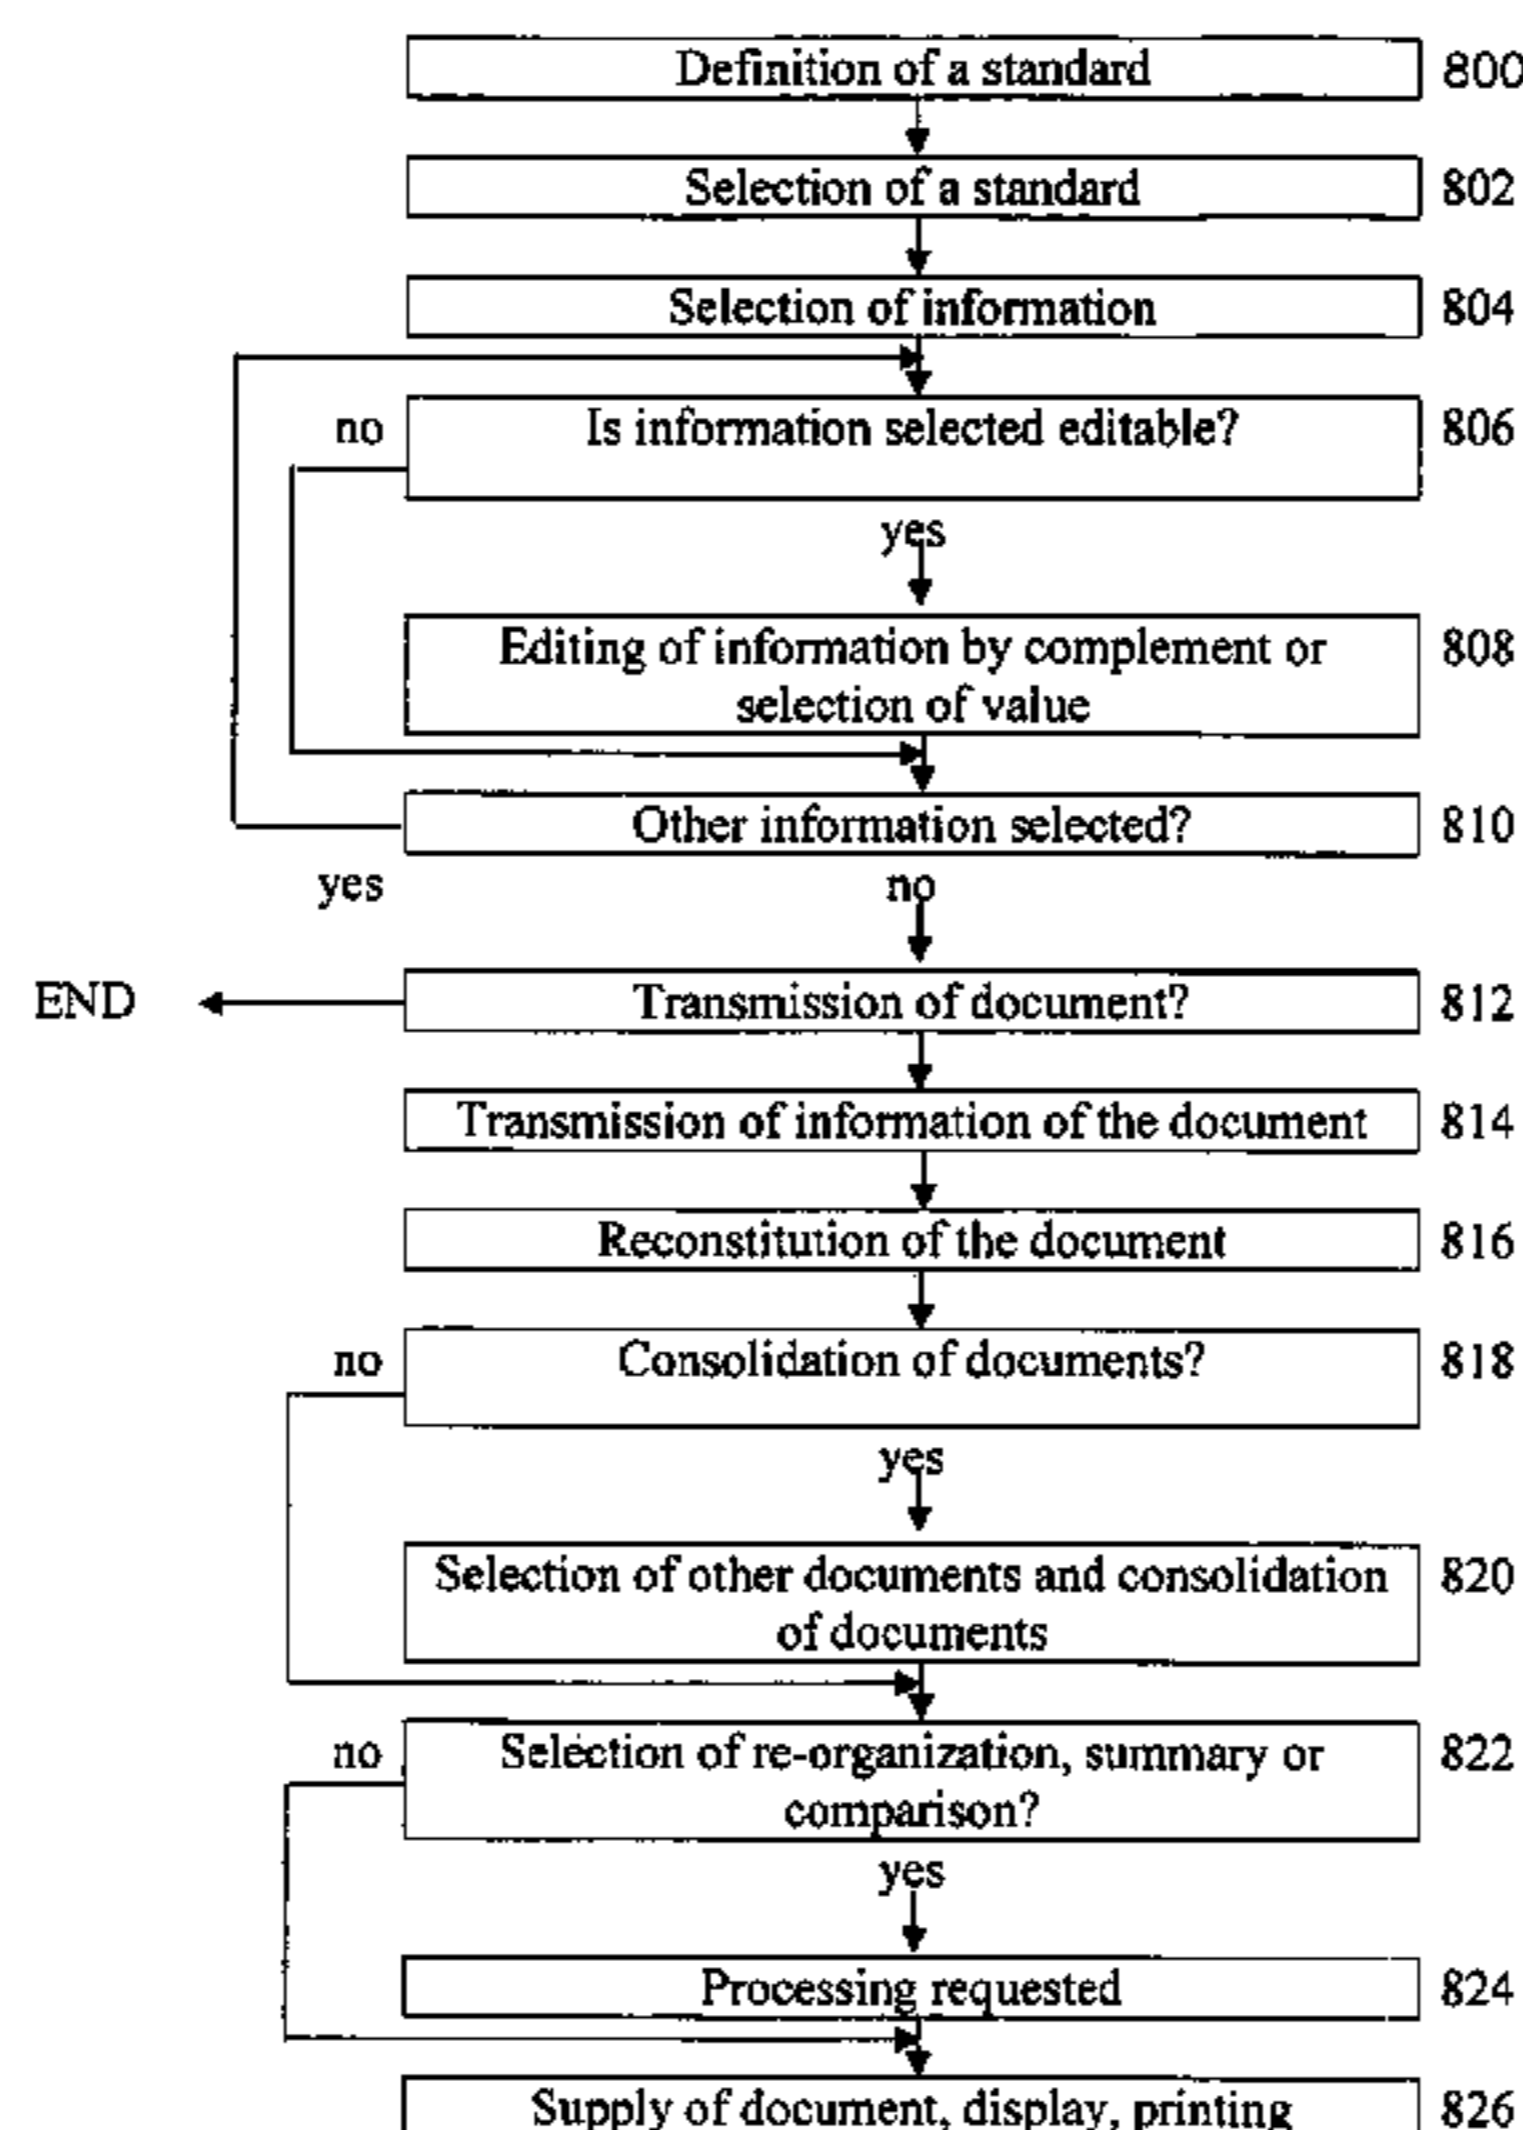 Definition of a standard 800
Selection of a standard 802
Selection of information 804
no Is information selected editable? 806
yes
Editing of information by complement or 808
selection of value
Other information selected? 810
yes no
END Transmission of document? 812
Transmission of information of the document 814
Reconstitution of the document 816
no Consolidation of documents? 818
yes
Selection of other documents and consolidation 820
of documents
no Selection of re-organization, summary or 822
comparison?
yes
Processing requested 824
Supply of document, display, printing 826